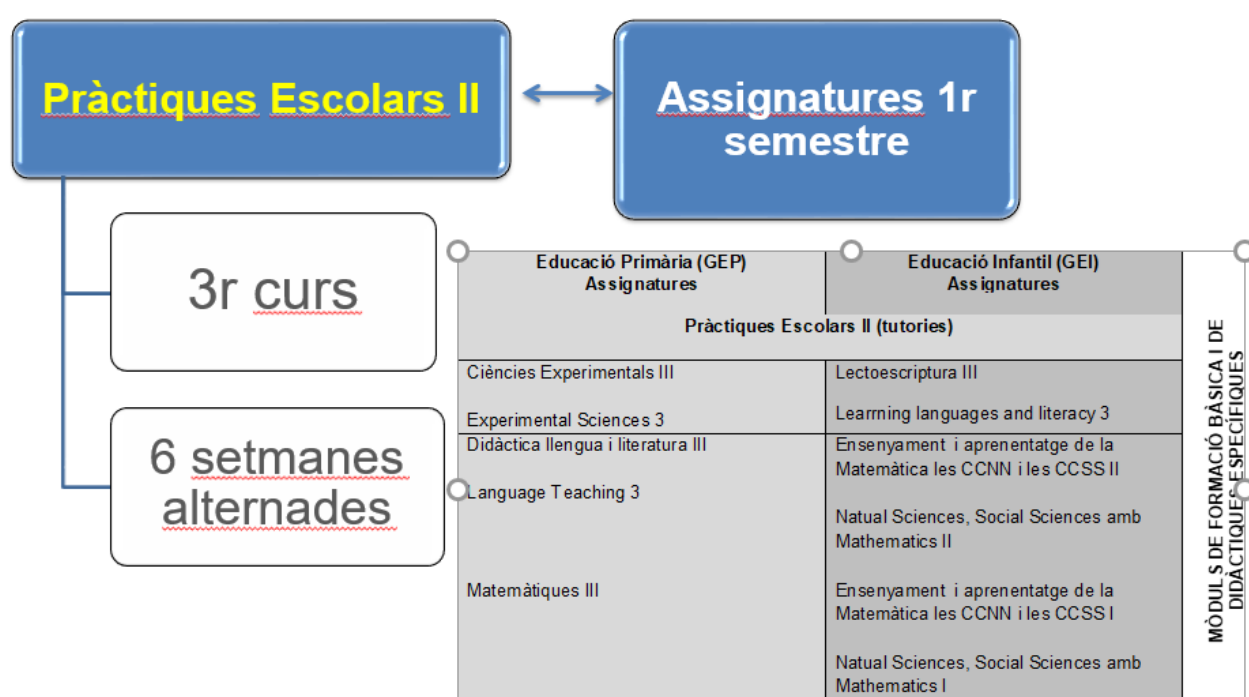 Pràctiques Escolars II
Assignatures 1r
semestre
3r curs
6 setmanes
alternades
Educació Primària (GEP)
Assignatures
Educació Infantil (GEI)
Assignatures
Pràctiques Escolars II (tutories)
Ciències Experimentals III
Experimental Sciences 3
Lectoescriptura III
Learrning languages and literacy 3
Didàctica llengua i literatura III
Language Teaching 3
Matemàtiques III
Ensenyament i aprenentatge de la
Matemàtica les CCNN i les CCSS II
Natual Sciences, Social Sciences amb
Mathematics II
Ensenyament i aprenentatge de la
Matemàtica les CCNN i les CCSS I
Natual Sciences, Social Sciences amb
Mathematics I
MÒDULS DE FORMACIÓ BÀSICA I DE
DIDÀCTIQUES ESPECÍFIQUES